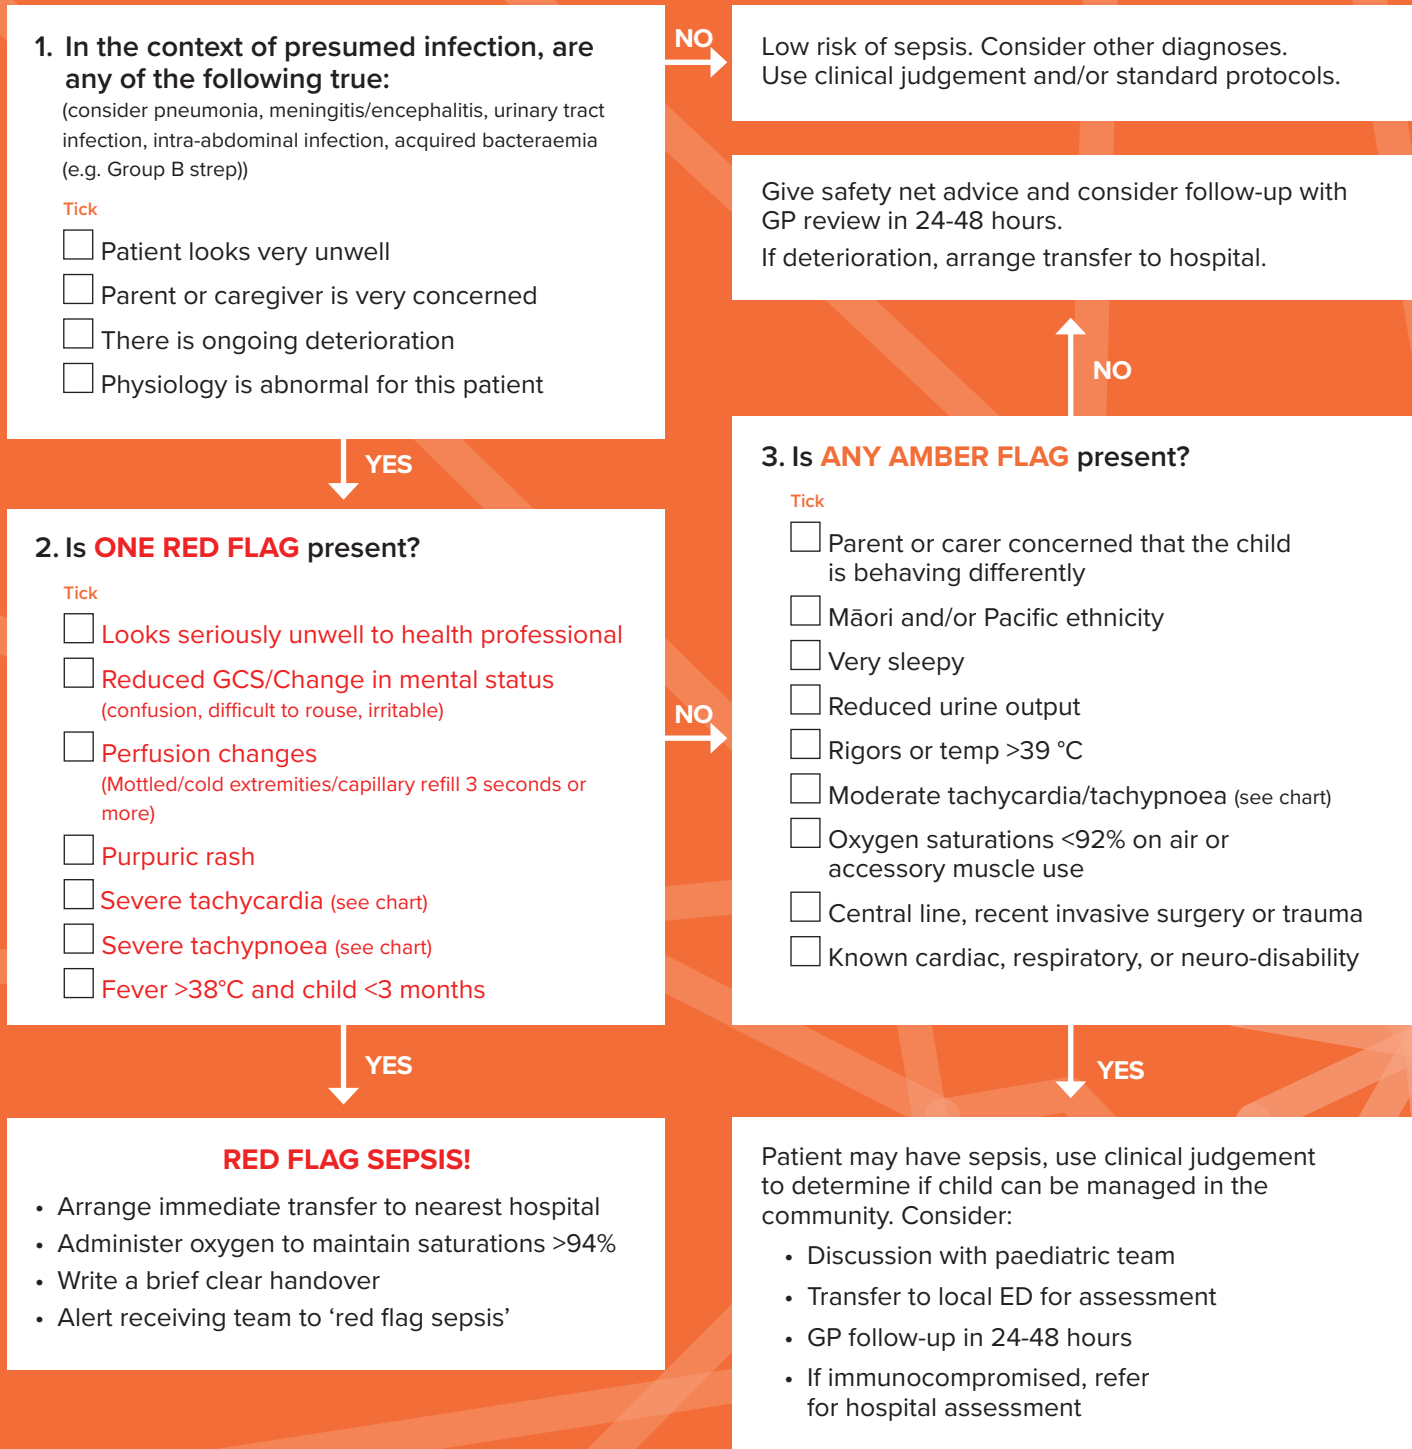 1. In the context of presumed infection, are
any of the following true:
(consider pneumonia, meningitis/encephalitis, urinary tract
infection, intra-abdominal infection, acquired bacteraemia
(e.g. Group B strep))
Tick
Patient looks very unwell
Parent or caregiver is very concerned
There is ongoing deterioration
Physiology is abnormal for this patient
NO
Low risk of sepsis. Consider other diagnoses.
Use clinical judgement and/or standard protocols.
YES
2. Is ONE RED FLAG present?
Tick
Looks seriously unwell to health professional
Reduced GCS/Change in mental status
(confusion, difficult to rouse, irritable)
Perfusion changes
(Mottled/cold extremities/capillary refill 3 seconds or
more)
Purpuric rash
Severe tachycardia (see chart)
Severe tachypnoea (see chart)
Fever >38°C and child <3 months
NO
3. Is ANY AMBER FLAG present?
Tick
Parent or carer concerned that the child
is behaving differently
Māori and/or Pacific ethnicity
Very sleepy
Reduced urine output
Rigors or temp >39 °C
Moderate tachycardia/tachypnoea (see chart)
Oxygen saturations <92% on air or
accessory muscle use
Central line, recent invasive surgery or trauma
Known cardiac, respiratory, or neuro-disability
NO
Give safety net advice and consider follow-up with
GP review in 24-48 hours.
If deterioration, arrange transfer to hospital.
YES
RED FLAG SEPSIS!
• Arrange immediate transfer to nearest hospital
• Administer oxygen to maintain saturations >94%
• Write a brief clear handover
• Alert receiving team to ‘red flag sepsis’
YES
Patient may have sepsis, use clinical judgement
to determine if child can be managed in the
community. Consider:
• Discussion with paediatric team
• Transfer to local ED for assessment
• GP follow-up in 24-48 hours
• If immunocompromised, refer
for hospital assessment